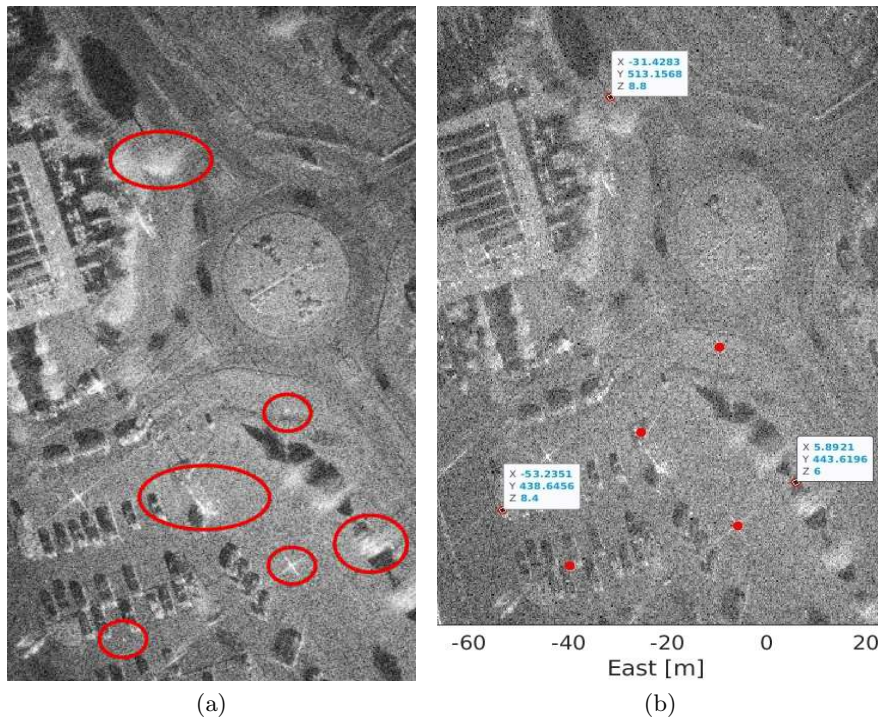 X -31.4283
Y 513.1568
Z 8.8
X 5.8921
Y 443.6196
Z 6
X -53.2351
Y 438.6456
Z 8.4
-60 -40 -20 0 20
East [m]
(a) (b)